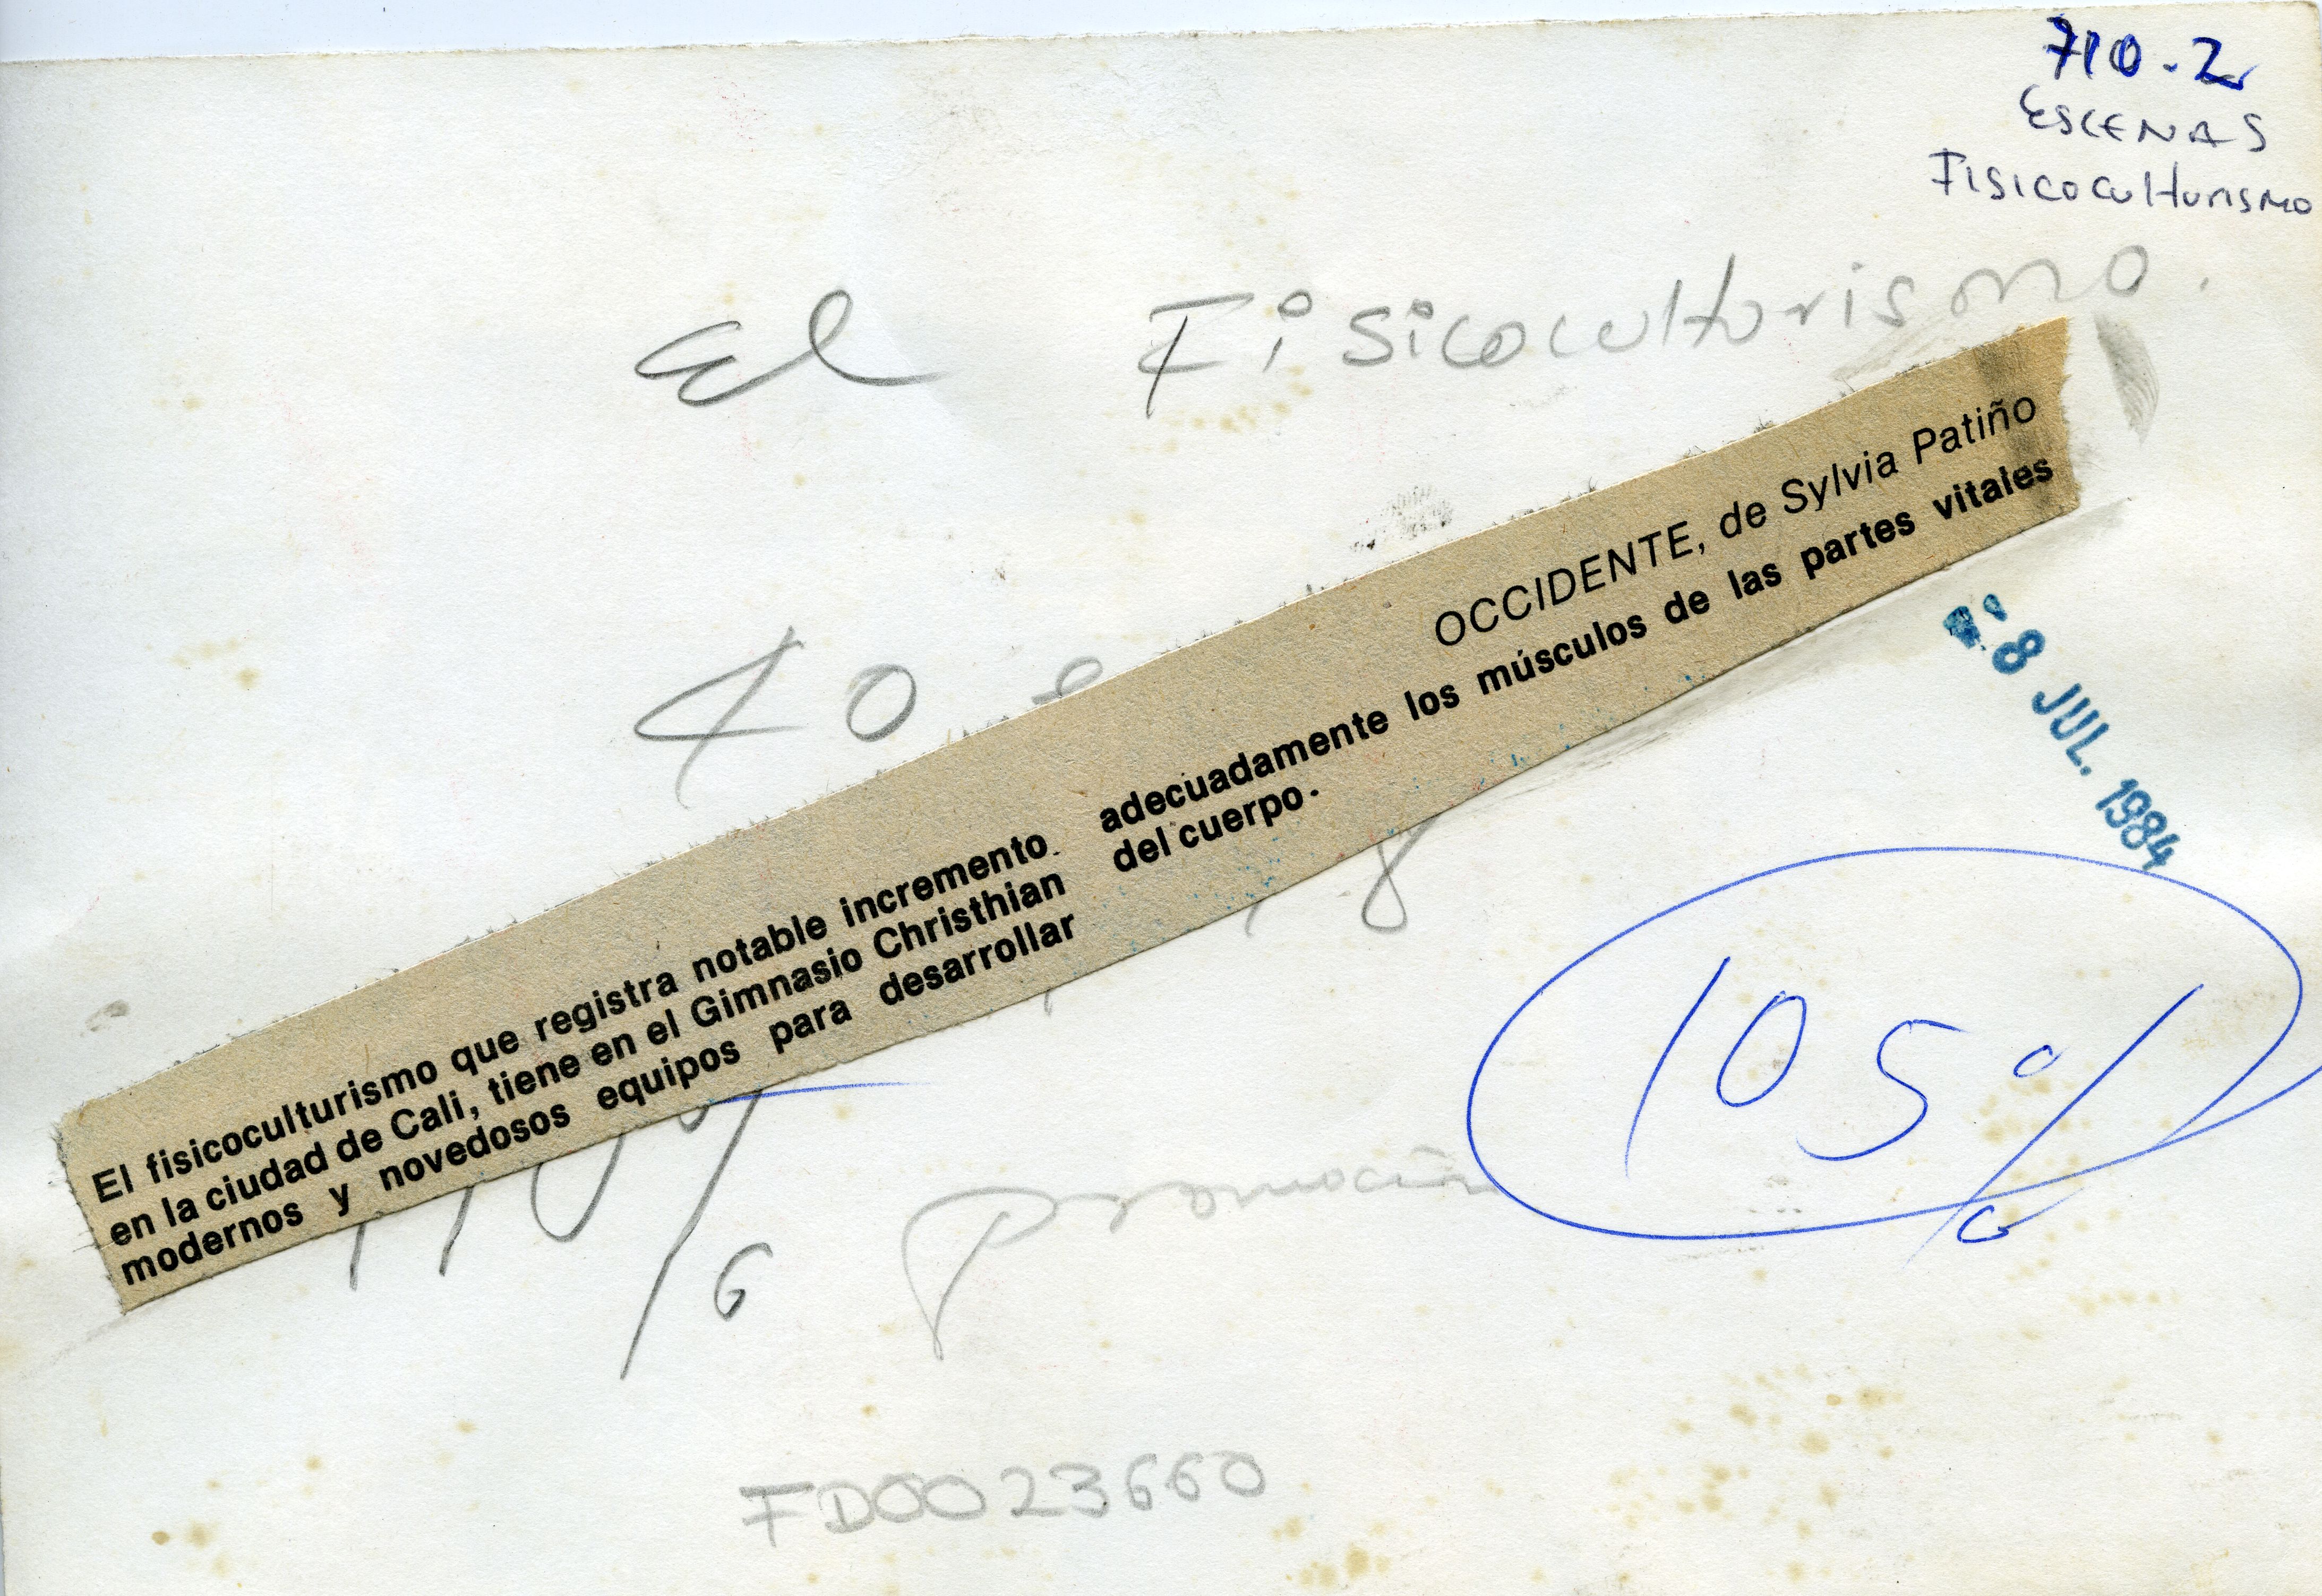 710-2
ESCENAS
Fisicoculturismo
El Fisicoculturismo.
OCCIDENTE, de Sylvia Patiño
El fisicoculturismo que registra notable incremento
en la ciudad de Cali, tiene en el Gimnasio Christhian
modernos y novedosos equipos para desarrollar
adecuadamente los músculos de las partes vitales
del cuerpo.
8 JUL. 1984
105%
promoción
FD0023660